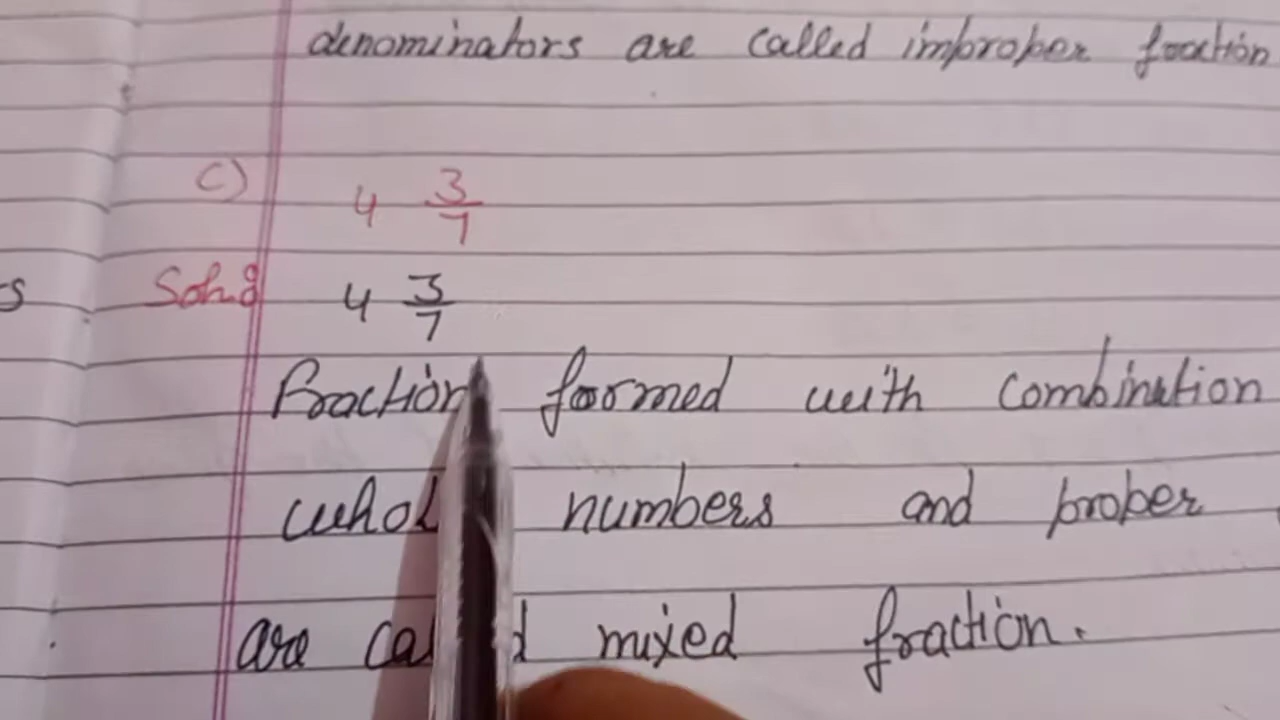 denominators are called improper fraction
C) 4 3/7
Soln: 4 3/7
Fraction formed with combination
numbers and proper
are mixed fraction.